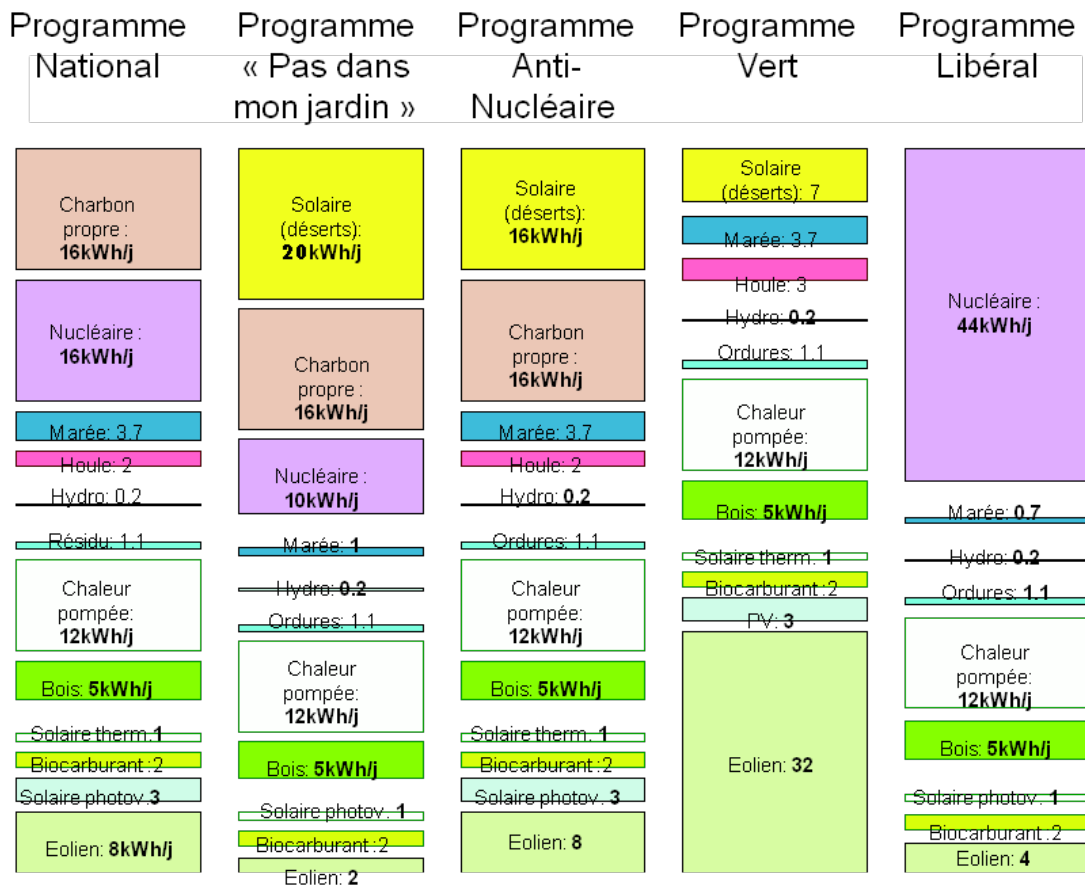 Programme
National
Charbon
propre :
16kWh/j
Nucléaire :
16kWh/j
Marée: 3.7
Houle: 2
Hydro: 0.2
Résidu: 1.1
Chaleur
pompée:
12kWh/j
Bois: 5kWh/j
Solaire therm. 1
Biocarburant :2
Solaire photov. 3
Eolien: 8kWh/j
Programme
« Pas dans
mon jardin »
Solaire
(déserts):
20kWh/j
Charbon
propre :
16kWh/j
Nucléaire :
10kWh/j
Marée: 1
Hydro: 0.2
Ordures: 1.1
Chaleur
pompée:
12kWh/j
Bois: 5kWh/j
Solaire photov. 1
Biocarburant :2
Eolien: 2
Programme
Anti-
Nucléaire
Solaire
(déserts):
16kWh/j
Charbon
propre :
16kWh/j
Marée: 3.7
Houle: 2
Hydro: 0.2
Ordures: 1.1
Chaleur
pompée:
12kWh/j
Bois: 5kWh/j
Solaire therm. 1
Biocarburant :2
Solaire photov. 3
Eolien: 8
Programme
Vert
Solaire
(déserts): 7
Marée: 3.7
Houle: 3
Hydro: 0.2
Ordures: 1.1
Chaleur
pompée:
12kWh/j
Bois: 5kWh/j
Solaire therm. 1
Biocarburant :2
PV: 3
Eolien: 32
Programme
Libéral
Nucléaire :
44kWh/j
Marée: 0.7
Hydro: 0.2
Ordures: 1.1
Chaleur
pompée:
12kWh/j
Bois: 5kWh/j
Solaire photov. 1
Biocarburant :2
Eolien: 4